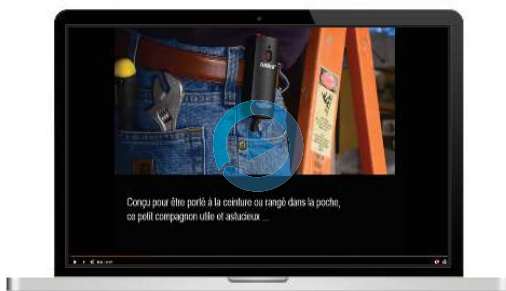 Conçu pour être porté à la ceinture ou rangé dans la poche,
ce petit compagnon utile et astucieux ...